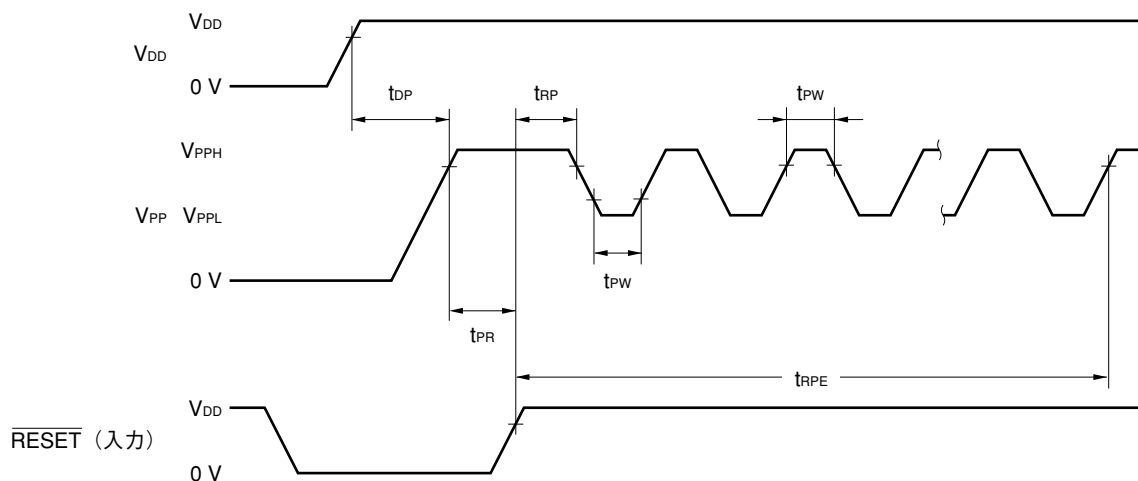 VDD
VDD
0 V
tDP
tRP
tPW
VPPH
VPP VPPL
0 V
tPW
tPR
tRPE
VDD
RESET（入力）
0 V